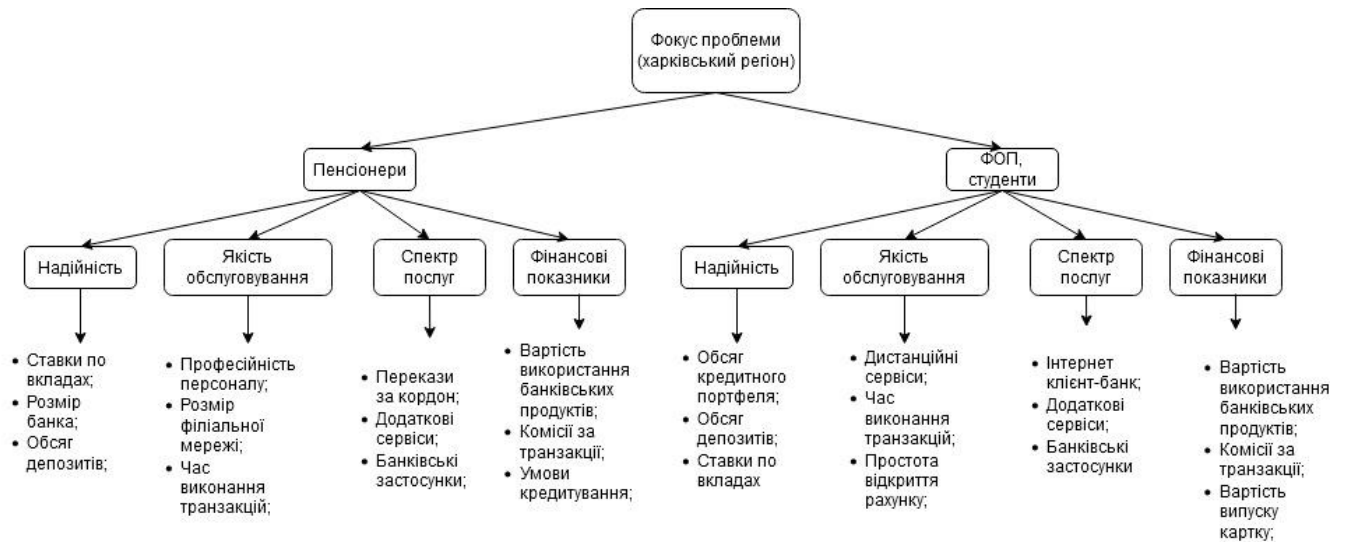 Фокус проблеми
(харківський регіон)
Пенсіонери
ФОП,
студенти
Надійність
Якість
обслуговування
Спектр
послуг
Фінансові
показники
Надійність
Якість
обслуговування
Спектр
послуг
Фінансові
показники
• Ставки по
вкладах;
• Розмір
банка;
• Обсяг
депозитів;
• Професійність
персоналу;
• Розмір
філіальної
мережі;
• Час
виконання
транзакцій;
• Перекази
за кордон;
• Додаткові
сервіси;
• Банківські
застосунки;
• Вартість
використання
банківських
продуктів;
• Комісії за
транзакції;
• Умови
кредитування;
• Обсяг
кредитного
портфеля;
• Обсяг
депозитів;
• Ставки по
вкладах
• Дистанційні
сервіси;
• Час
виконання
транзакцій;
• Простота
відкриття
рахунку;
• Інтернет
клієнт-банк;
• Додаткові
сервіси;
• Банківські
застосунки
• Вартість
використання
банківських
продуктів;
• Комісії за
транзакції;
• Вартість
випуску
картку;